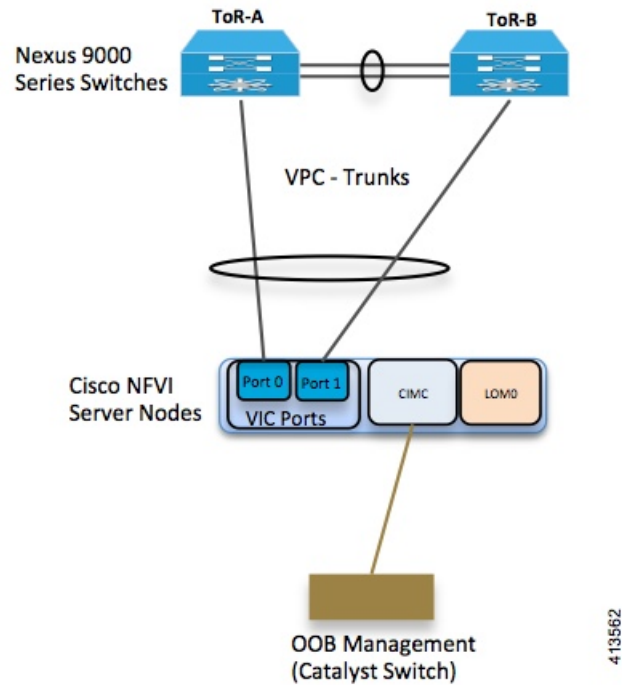 ToR-A
ToR-B
Nexus 9000
Series Switches
VPC - Trunks
Cisco NFVI
Server Nodes
Port 0
Port 1
VIC Ports
CIMC
LOM0
OOB Management
(Catalyst Switch)
413562